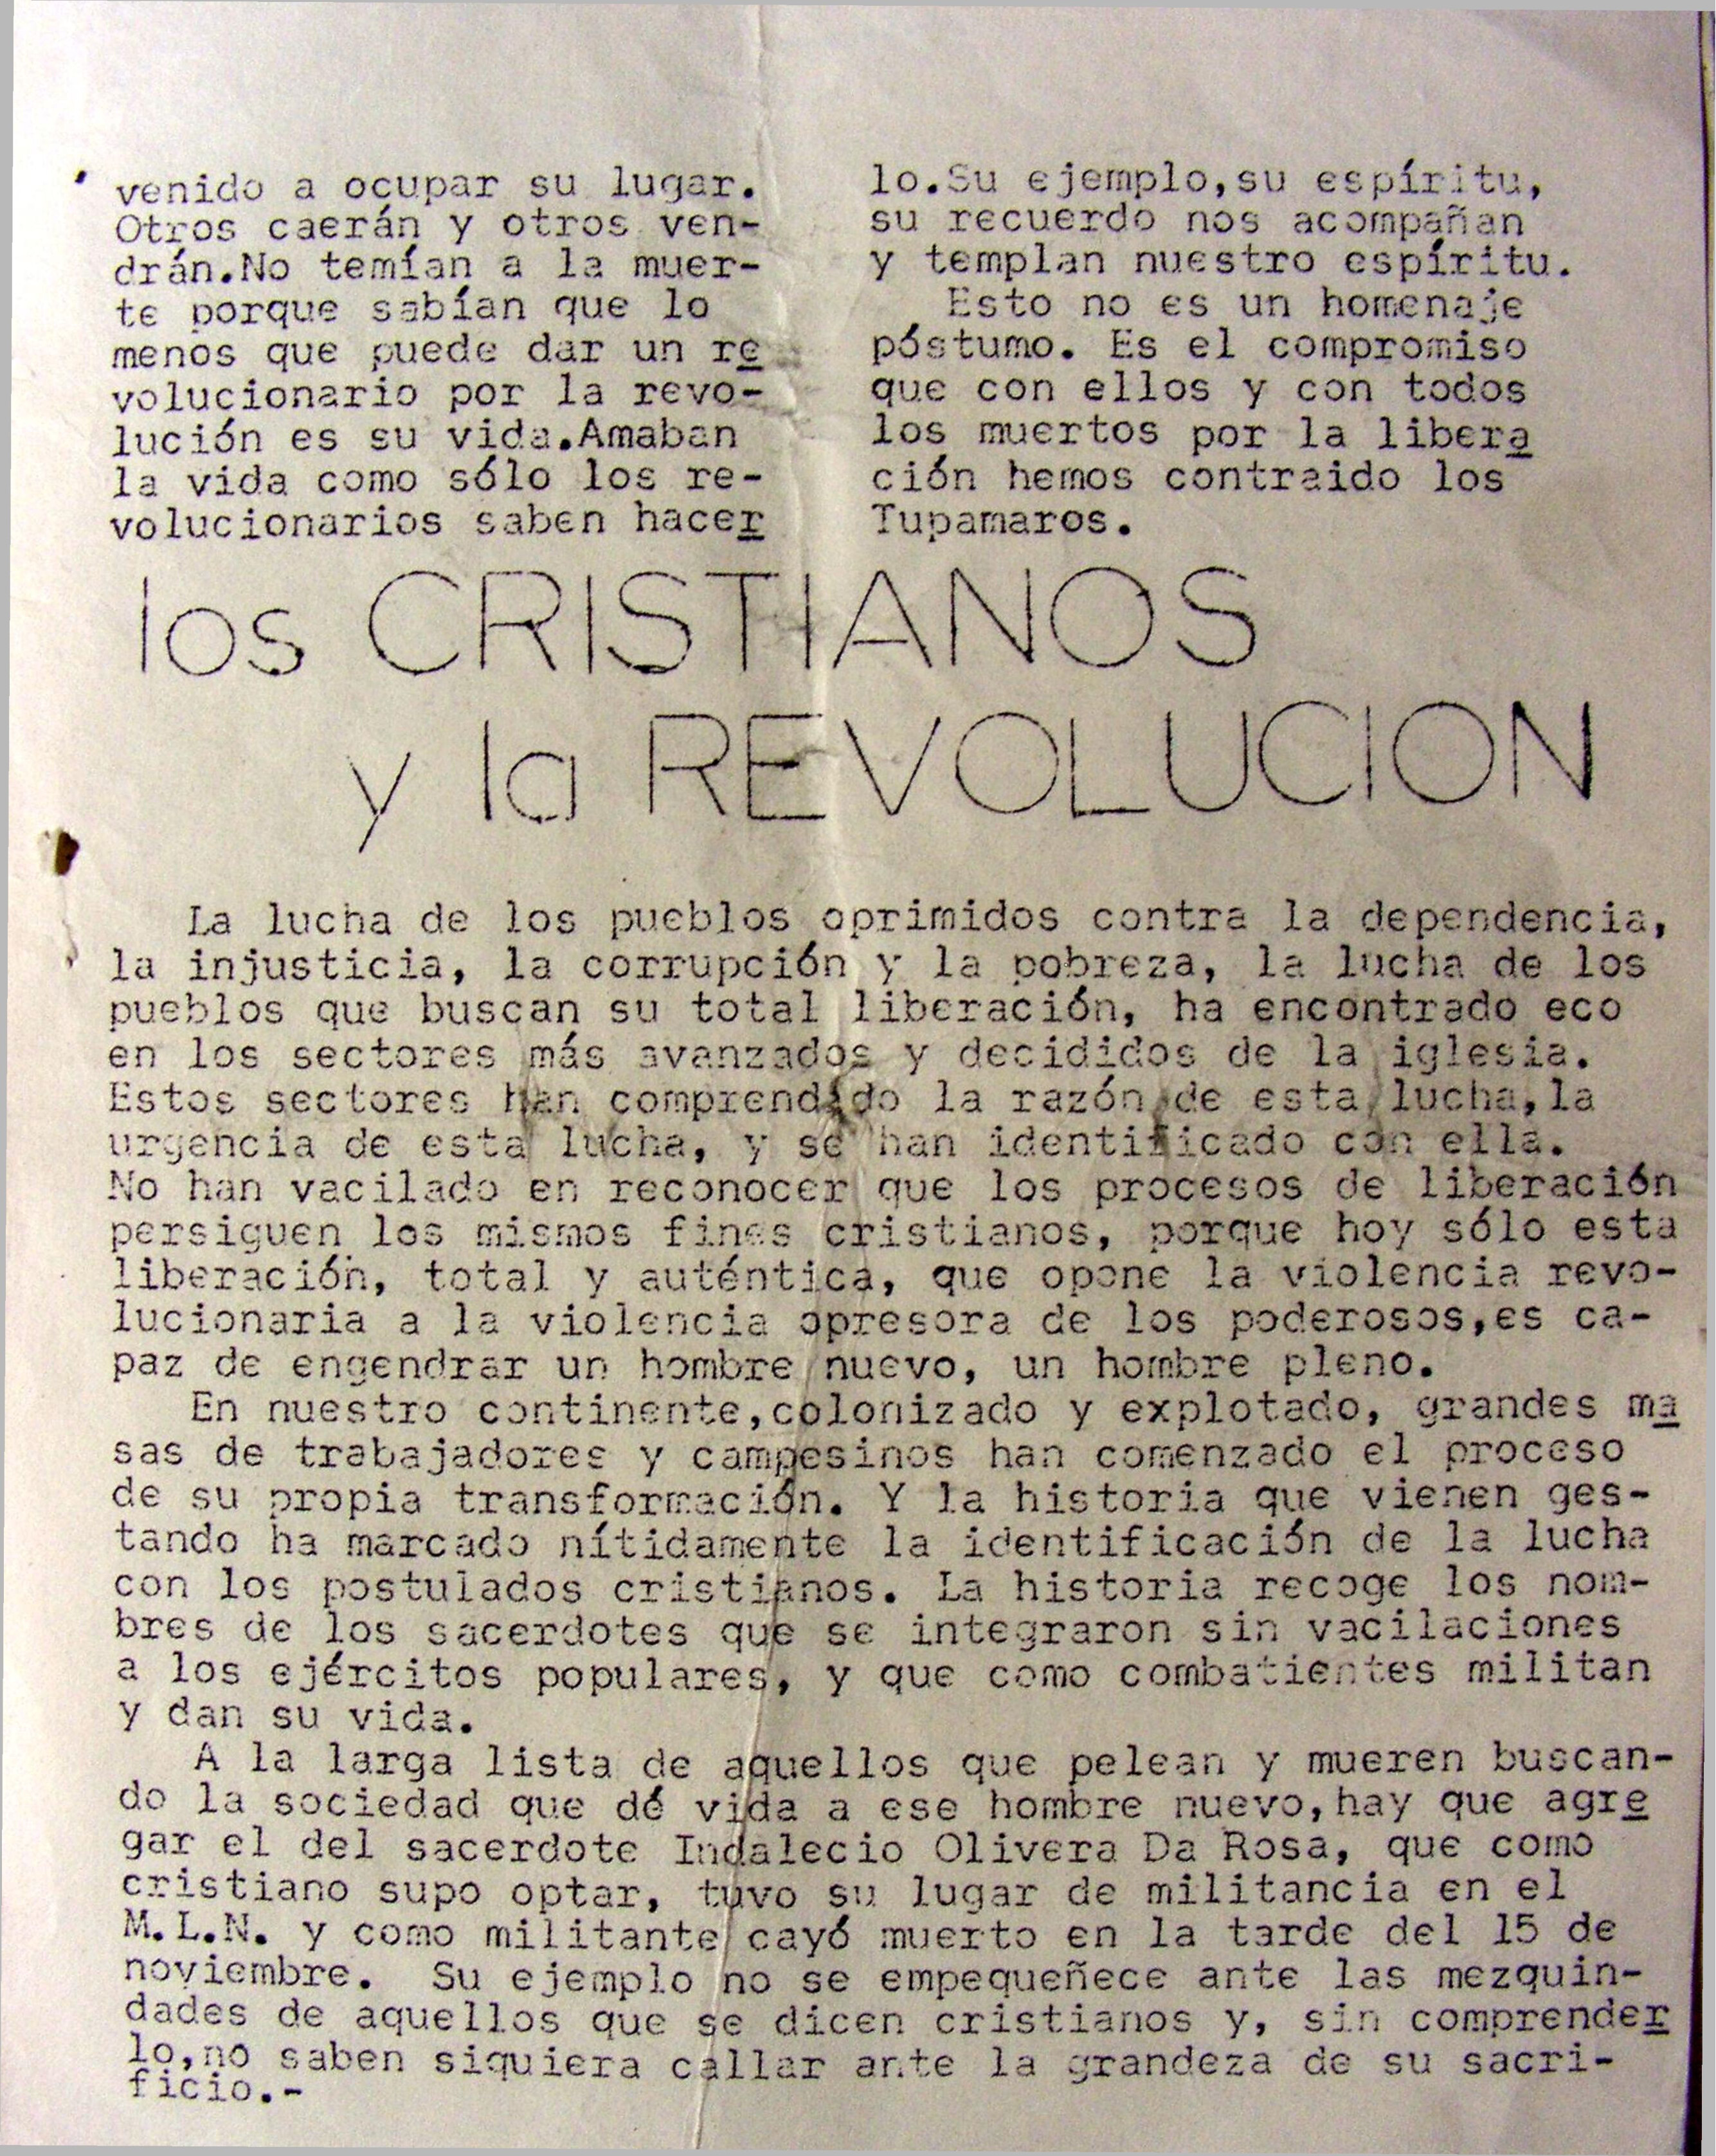 venido a ocupar su lugar.
Otros caerán y otros ven-
drán.No temían a la muer-
te porque sabían que lo
menos que puede dar un re
volucionario por la revo-
lución es su vida.Amaban
la vida como sólo los re-
volucionarios saben hacer
lo.Su ejemplo,su espíritu,
su recuerdo nos acompañan
y templan nuestro espíritu.
Esto no es un homenaje
póstumo. Es el compromiso
que con ellos y con todos
los muertos por la libera
ción hemos contraido los
Tupamaros.
los CRISTIANOS
y la REVOLUCION
La lucha de los pueblos oprimidos contra la dependencia,
la injusticia, la corrupción y la pobreza, la lucha de los
pueblos que buscan su total liberación, ha encontrado eco
en los sectores más avanzados y decididos de la iglesia.
Estos sectores han comprendido la razón de esta lucha,la
urgencia de esta lucha, y se han identificado con ella.
No han vacilado en reconocer que los procesos de liberación
persiguen los mismos fines cristianos, porque hoy sólo esta
liberación, total y auténtica, que opone la violencia revo-
lucionaria a la violencia opresora de los poderosos,es ca-
paz de engendrar un hombre nuevo, un hombre pleno.
En nuestro continente,colonizado y explotado, grandes ma
sas de trabajadores y campesinos han comenzado el proceso
de su propia transformación. Y la historia que vienen ges-
tando ha marcado nítidamente la identificación de la lucha
con los postulados cristianos. La historia recoge los nom-
bres de los sacerdotes que se integraron sin vacilaciones
a los ejércitos populares, y que como combatientes militan
y dan su vida.
A la larga lista de aquellos que pelean y mueren buscan-
do la sociedad que dé vida a ese hombre nuevo,hay que agre
gar el del sacerdote Indalecio Olivera Da Rosa, que como
cristiano supo optar, tuvo su lugar de militancia en el
M.L.N. y como militante cayó muerto en la tarde del 15 de
noviembre. Su ejemplo no se empequeñece ante las mezquin-
dades de aquellos que se dicen cristianos y, sin comprender
lo,no saben siquiera callar ante la grandeza de su sacri-
ficio.-